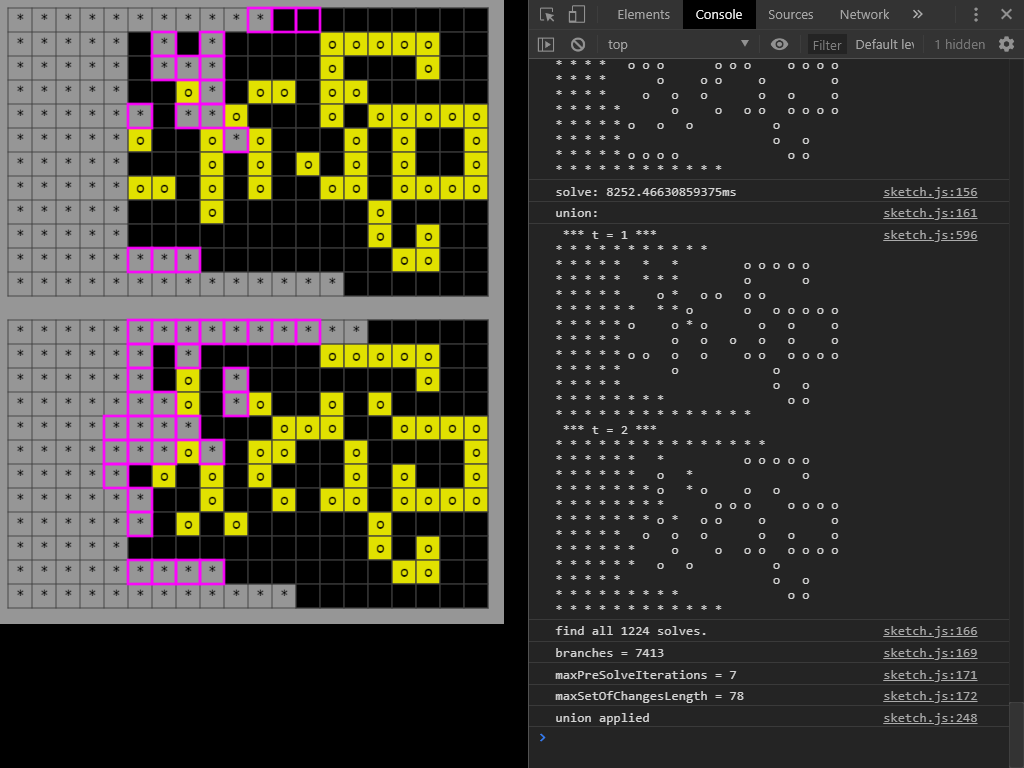 * * * * * * * * * * *
* * * * * * * o o o o o
* * * * * * * * o o
* * * * * o * o o o o
* * * * * * * * o o o o o o o
* * * * * o o * o o o o
* * * * * o o o o o o
* * * * * o o o o o o o o o o
* * * * * o o
* * * * * o o
* * * * * * * * o o
* * * * * * * * * * * * * *
* * * * * * * * * * * * * * *
* * * * * * * o o o o o
* * * * * * o * o
* * * * * * * o * o o o
* * * * * * * * o o o o o o o
* * * * * * * o * o o o o
* * * * * o o o o o o
* * * * * * o o o o o o o o
* * * * * * o o o
* * * * * o o
* * * * * * * * * o o
* * * * * * * * * * * *
Elements Console Sources Network »
top Filter Default lev 1 hidden
* * * * o o o o o o o o o o
* * * * o o o o o
* * * * o o o o o
* * * * * o o o o o o o o
* * * * * o o o o
* * * * * o o
* * * * * o o o o o o
* * * * * * * * * * * *
solve: 8252.46630859375ms sketch.js:156
union: sketch.js:161
*** t = 1 *** sketch.js:596
* * * * * * * * * * *
* * * * * * * o o o o o
* * * * * * * * o o
* * * * * o * o o o o
* * * * * * * * o o o o o o o
* * * * * o o * o o o o
* * * * * o o o o o o
* * * * * o o o o o o o o o o
* * * * * o o
* * * * * o o
* * * * * * * * o o
* * * * * * * * * * * * * *
*** t = 2 ***
* * * * * * * * * * * * * * *
* * * * * * * o o o o o
* * * * * * o * o
* * * * * * * o * o o o
* * * * * * * * o o o o o o o
* * * * * * * o * o o o o
* * * * * o o o o o o
* * * * * * o o o o o o o o
* * * * * * o o o
* * * * * o o
* * * * * * * * * o o
* * * * * * * * * * * *
find all 1224 solves. sketch.js:166
branches = 7413 sketch.js:169
maxPreSolveIterations = 7 sketch.js:171
maxSetOfChangesLength = 78 sketch.js:172
union applied sketch.js:248